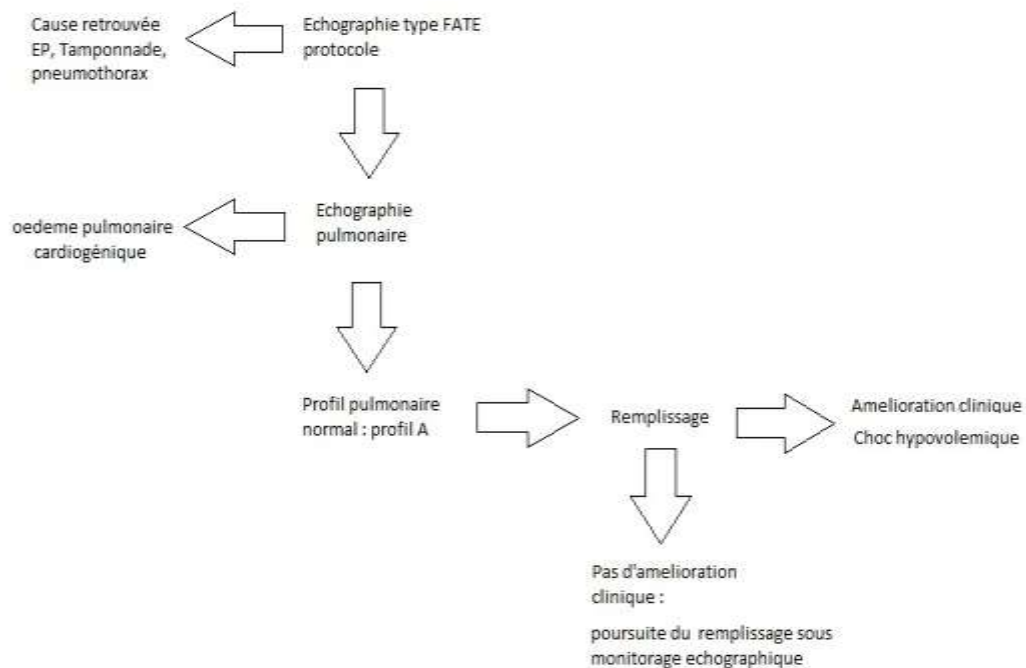 Cause retrouvée
EP, Tamponnade,
pneumothorax
Echographie type FATE
protocole
oedeme pulmonaire
cardiogénique
Echographie
pulmonaire
Profil pulmonaire
normal : profil A
Remplissage
Amelioration clinique
Choc hypovolemique
Pas d'amelioration
clinique :
poursuite du remplissage sous
monitorage echographique